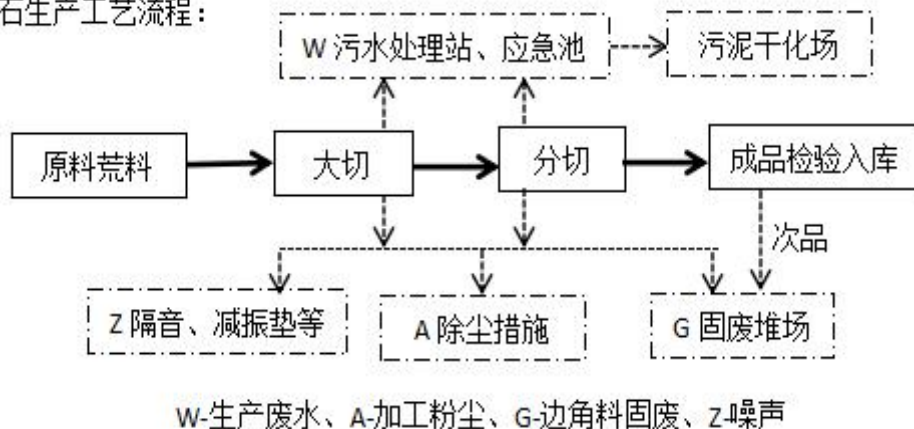 石生产工艺流程：
W 污水处理站、应急池
污泥干化场
原料荒料
大切
分切
成品检验入库
次品
Z 隔音、减振垫等
A 除尘措施
G 固废堆场
W-生产废水、A-加工粉尘、G-边角料固废、Z-噪声